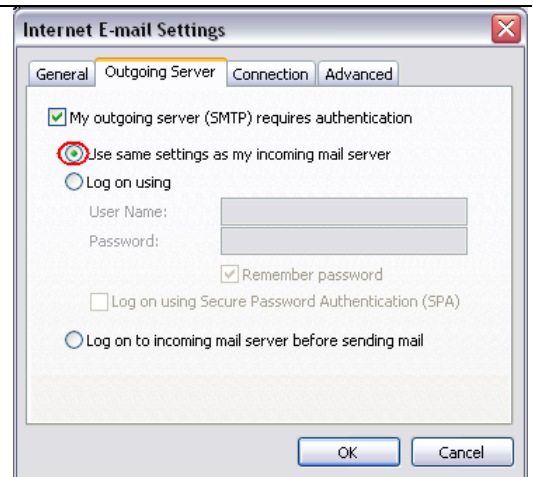 Internet E-mail Settings
General Outgoing Server Connection Advanced
My outgoing server (SMTP) requires authentication
Use same settings as my incoming mail server
Log on using
User Name:
Password:
Remember password
Log on using Secure Password Authentication (SPA)
Log on to incoming mail server before sending mail
OK Cancel